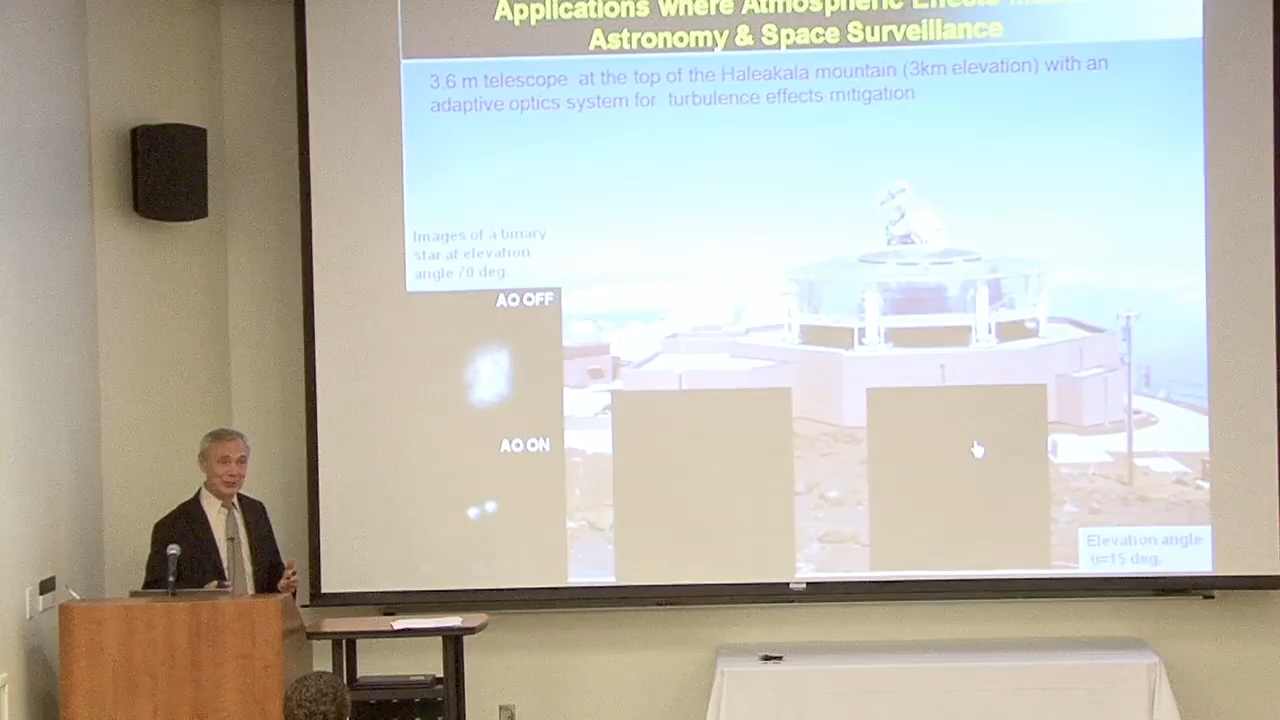 Applications where Atmospheric Effects
Astronomy & Space Surveillance
3.6 m telescope at the top of the Haleakala mountain (3km elevation) with an
adaptive optics system for turbulence effects mitigation
Images of a binary
star at elevation
angle 70 deg.
AO OFF
AO ON
Elevation angle
θ=15 deg.